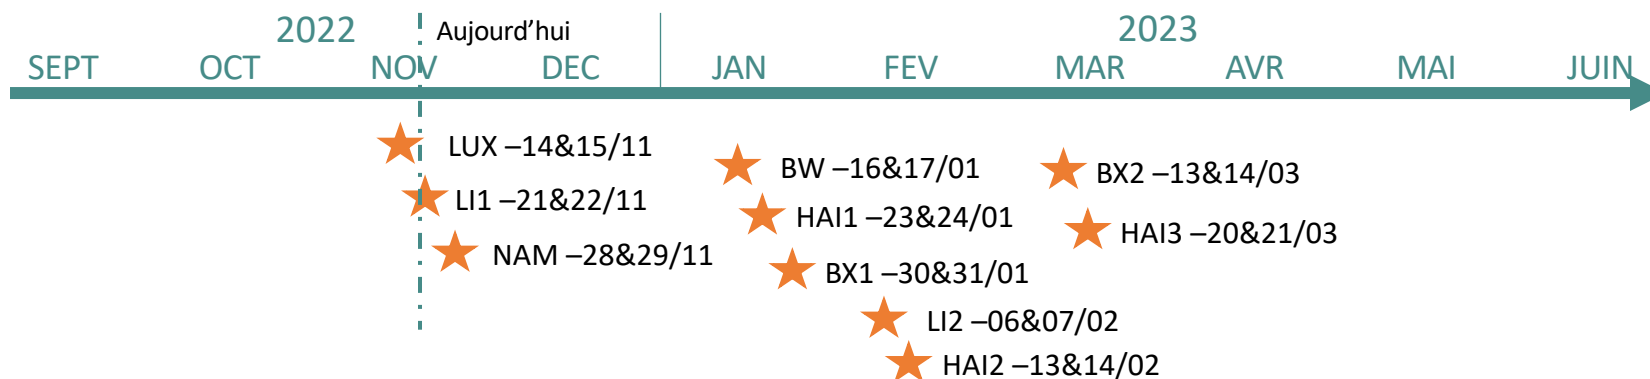 2022
Aujourd'hui
2023
SEPT OCT NOV DEC JAN FEV MAR AVR MAI JUIN
LUX –14&15/11
LI1 –21&22/11
NAM –28&29/11
BW –16&17/01
HAI1 –23&24/01
BX1 –30&31/01
LI2 –06&07/02
HAI2 –13&14/02
BX2 –13&14/03
HAI3 –20&21/03